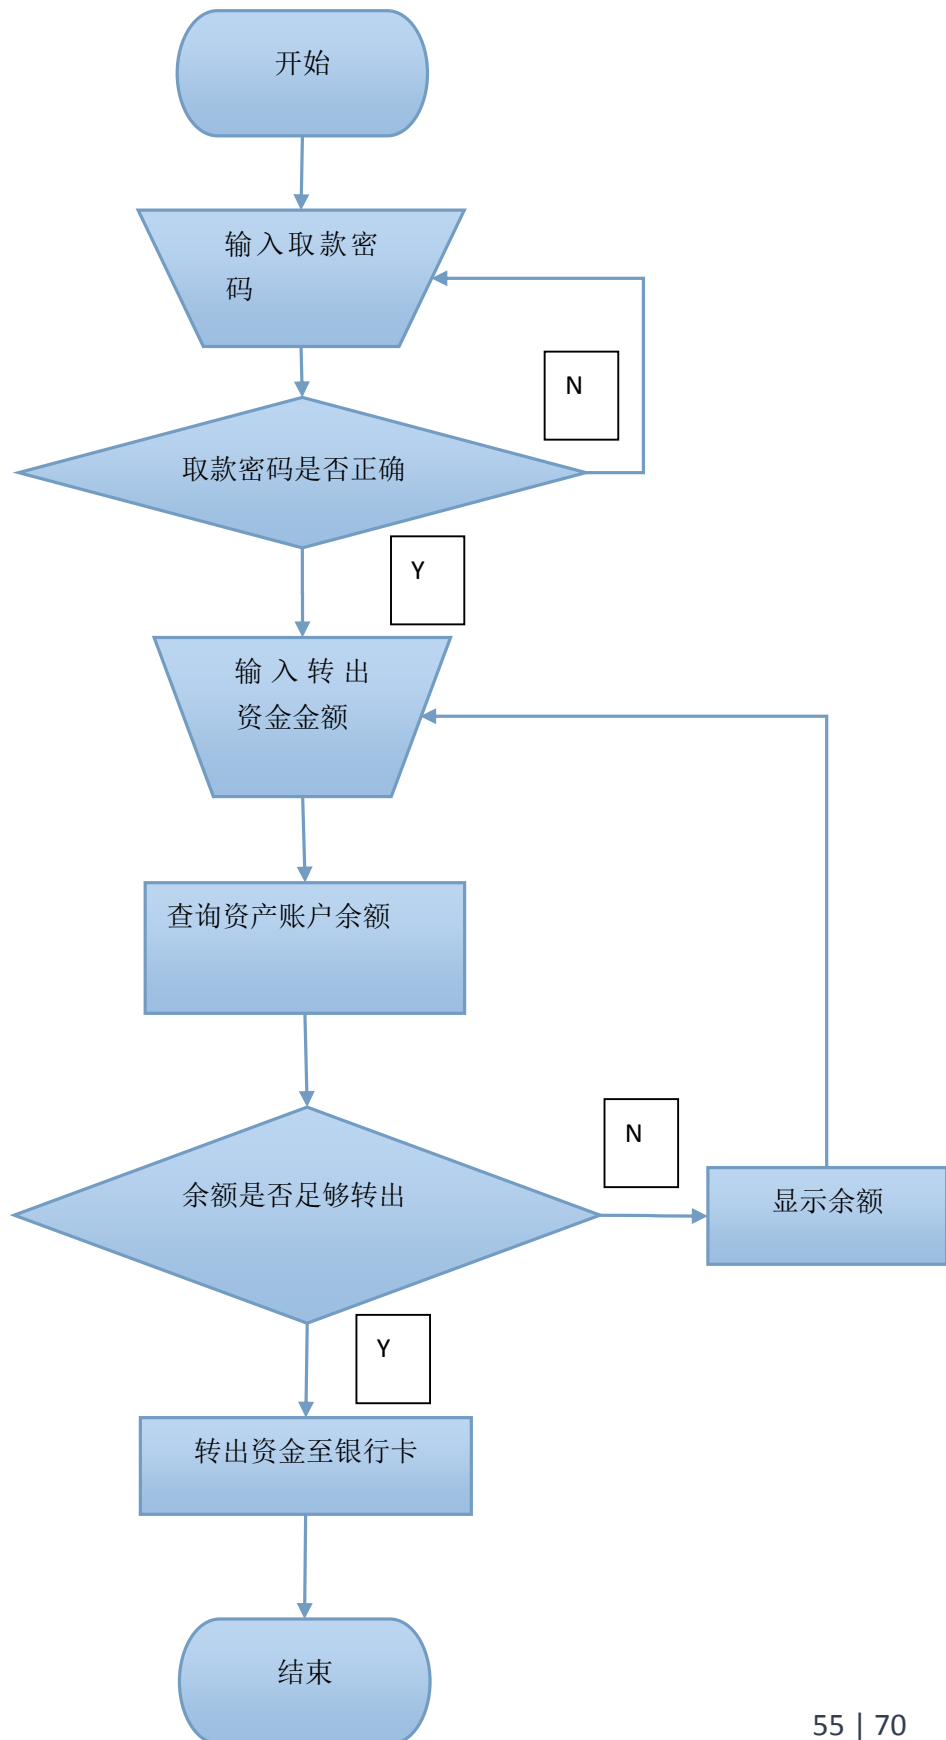 开始
输入取款密
码
N
取款密码是否正确
Y
输入转出
资金金额
查询资产账户余额
N
余额是否足够转出
显示余额
Y
转出资金至银行卡
结束
55 | 70